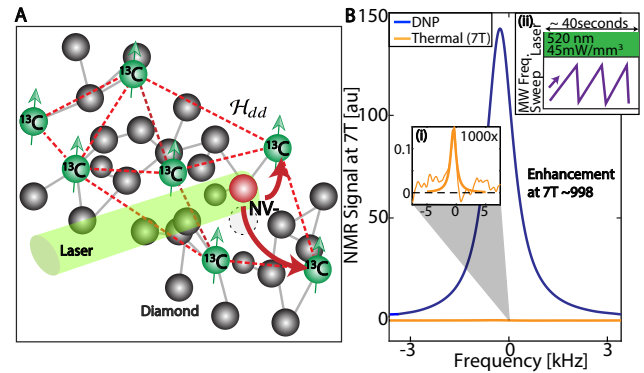 A
¹³C
¹³C
ℋdd
¹³C
¹³C
¹³C
NV-
Laser
¹³C
¹³C
Diamond
B
150
100
50
0
NMR Signal at 7T [au]
DNP
Thermal (7T)
(i)
1000x
0.1
0
-5
0
5
(ii)
~ 40seconds
Laser
520 nm
45mW/mm³
MW Freq.
Sweep
Enhancement
at 7T ~998
-3
0
3
Frequency [kHz]